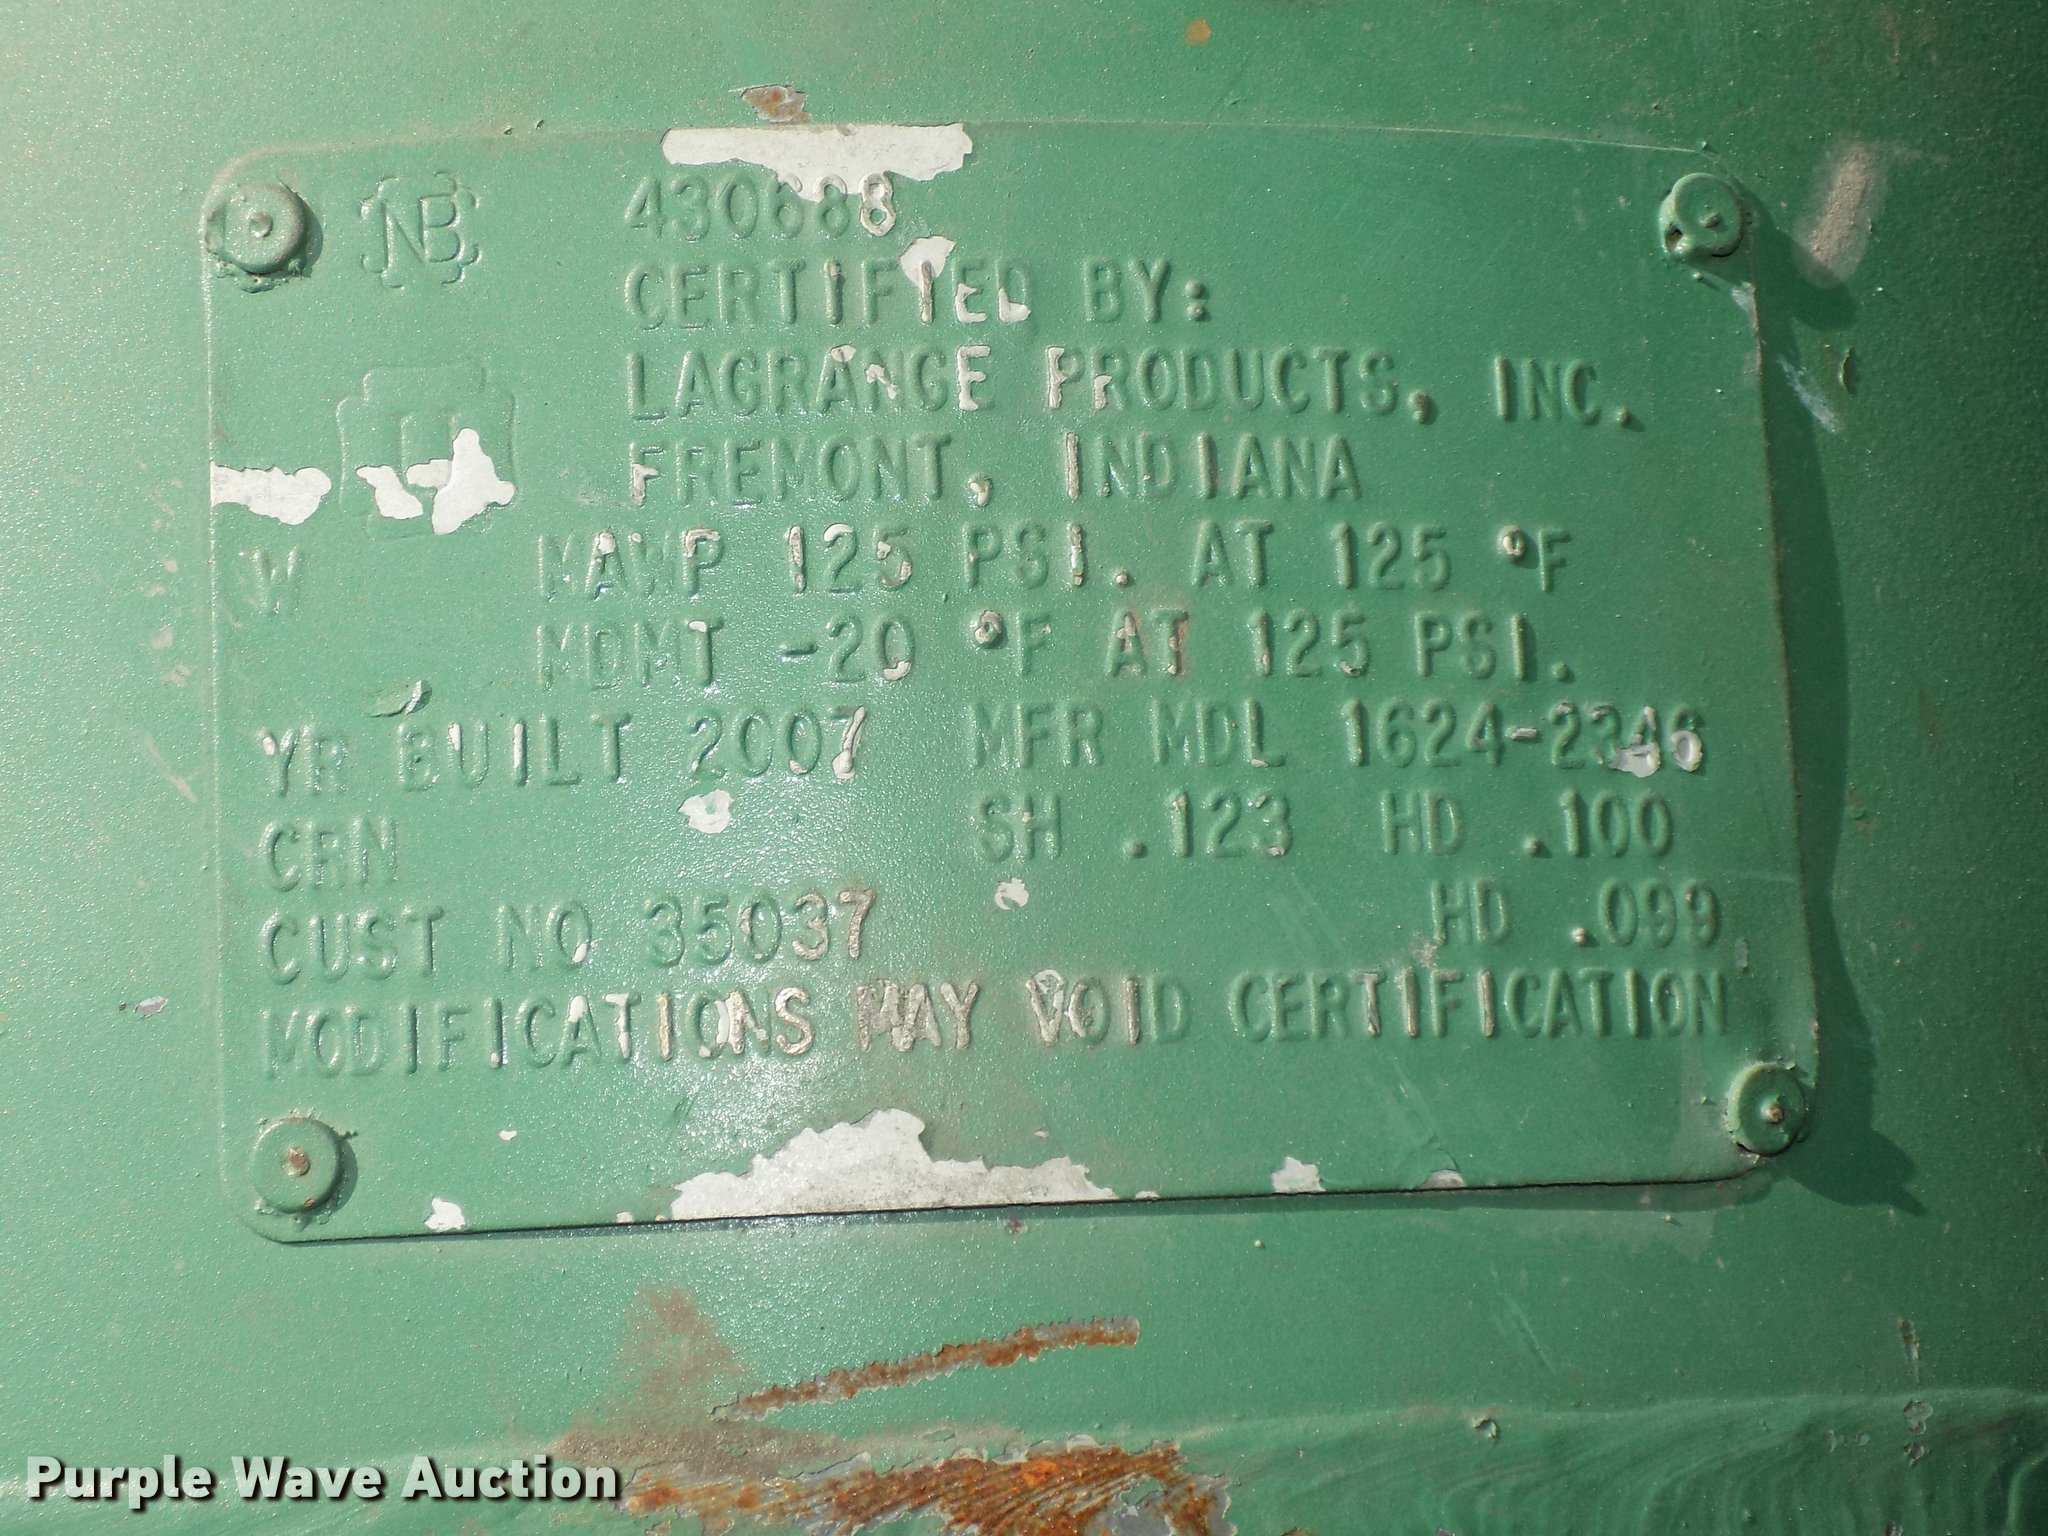 NB 430688
CERTIFIED BY:
LAGRANGE PRODUCTS, INC.
FREMONT, INDIANA
U
W MAWP 125 PSI. AT 125 °F
MDMT -20 °F AT 125 PSI.
YR BUILT 2007 MFR MDL 1624-2346
CRN SH .123 HD .100
CUST NO 35037 HD .099
MODIFICATIONS MAY VOID CERTIFICATION
Purple Wave Auction